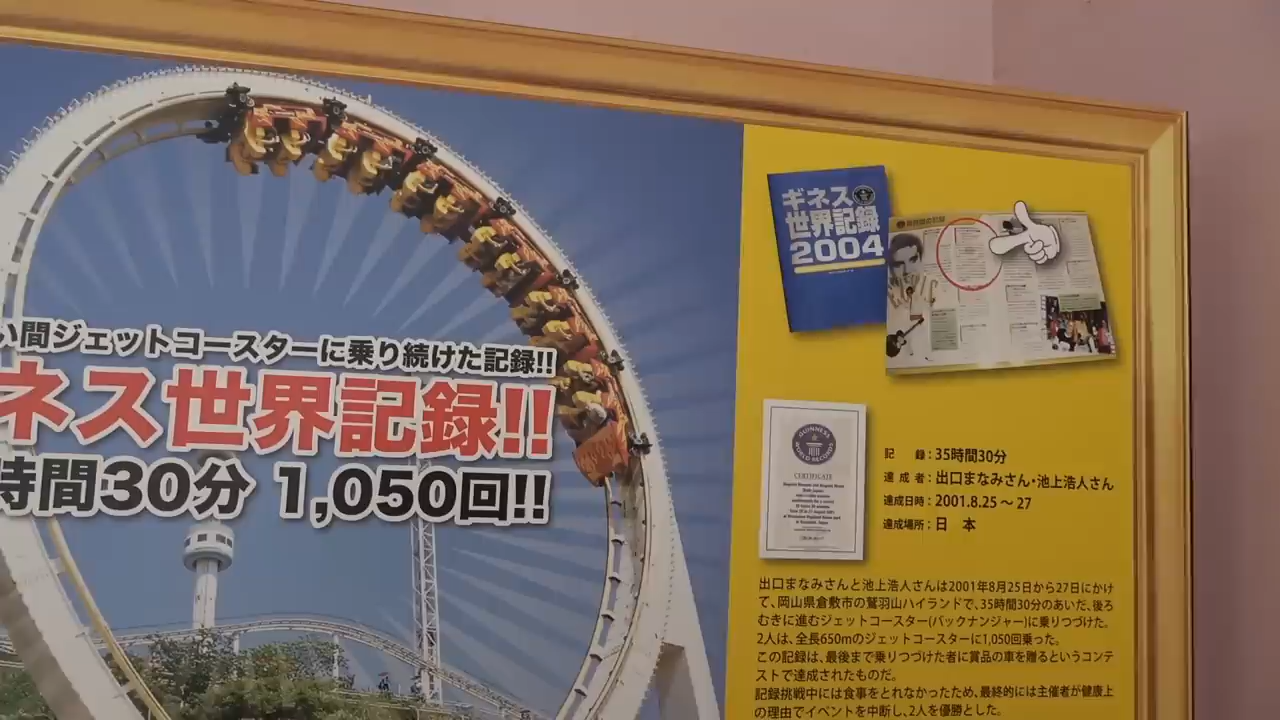 い間ジェットコースターに乗り続けた記録!!
ネス世界記録!!
時間30分 1,050回!!
ギネス
世界記録
2004
GUINNESS
WORLD RECORDS
CERTIFICATE
記　録：35時間30分
達 成 者：出口まなみさん・池上浩人さん
達成日時：2001.8.25～27
達成場所：日　本
出口まなみさんと池上浩人さんは2001年8月25日から27日にかけ
て、岡山県倉敷市の鷲羽山ハイランドで、35時間30分のあいだ、後ろ
むきに進むジェットコースター(バックナンジャー)に乗りつづけた。
2人は、全長650mのジェットコースターに1,050回乗った。
この記録は、最後まで乗りつづけた者に賞品の車を贈るというコンテ
ストで達成されたものだ。
記録挑戦中には食事をとれなかったため、最終的には主催者が健康上
の理由でイベントを中断し、2人を優勝とした。